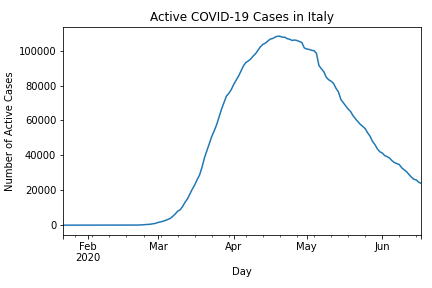 Active COVID-19 Cases in Italy
Number of Active Cases
100000
80000
60000
40000
20000
0
Feb
2020
Mar
Apr
May
Jun
Day